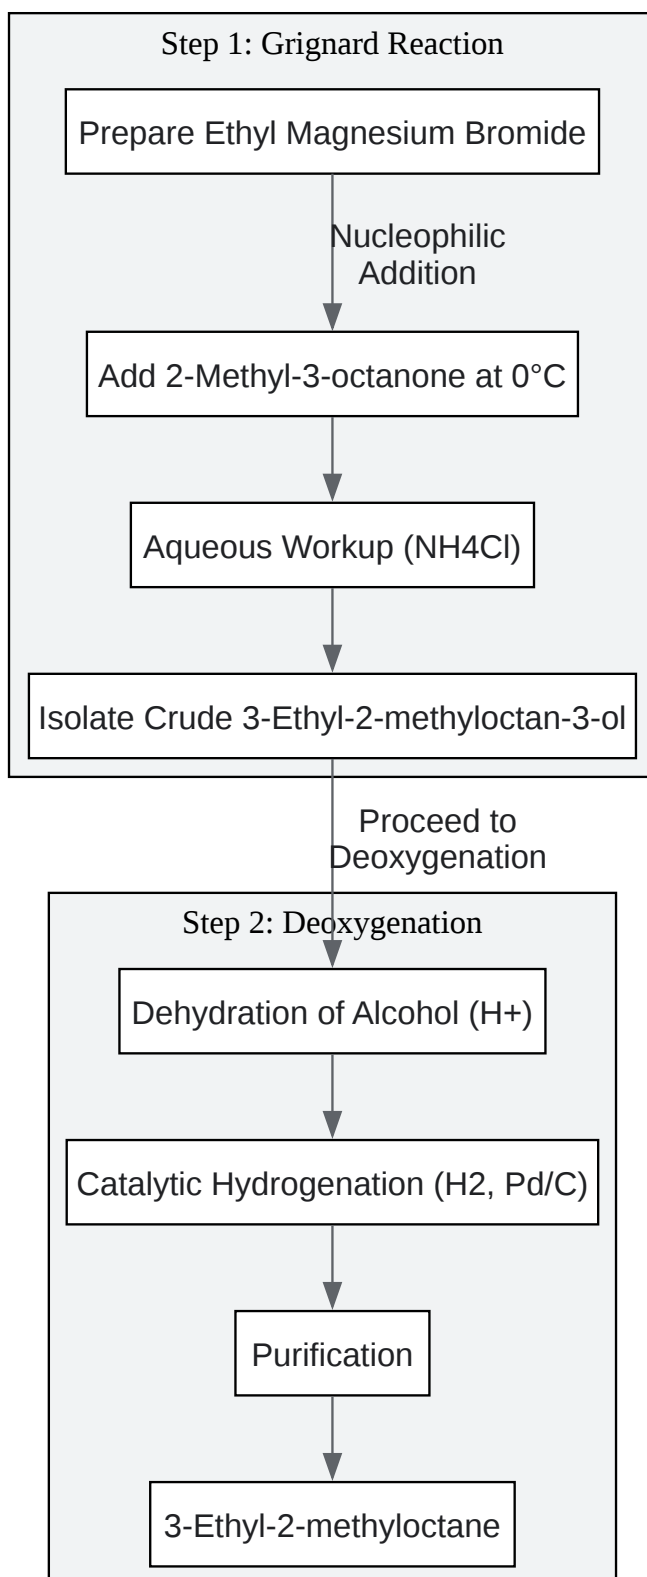 Step 1: Grignard Reaction
Prepare Ethyl Magnesium Bromide
Nucleophilic
Addition
Add 2-Methyl-3-octanone at 0°C
Aqueous Workup (NH4Cl)
Isolate Crude 3-Ethyl-2-methyloctan-3-ol
Proceed to
Deoxygenation
Step 2: Deoxygenation
Dehydration of Alcohol (H+)
Catalytic Hydrogenation (H2, Pd/C)
Purification
3-Ethyl-2-methyloctane